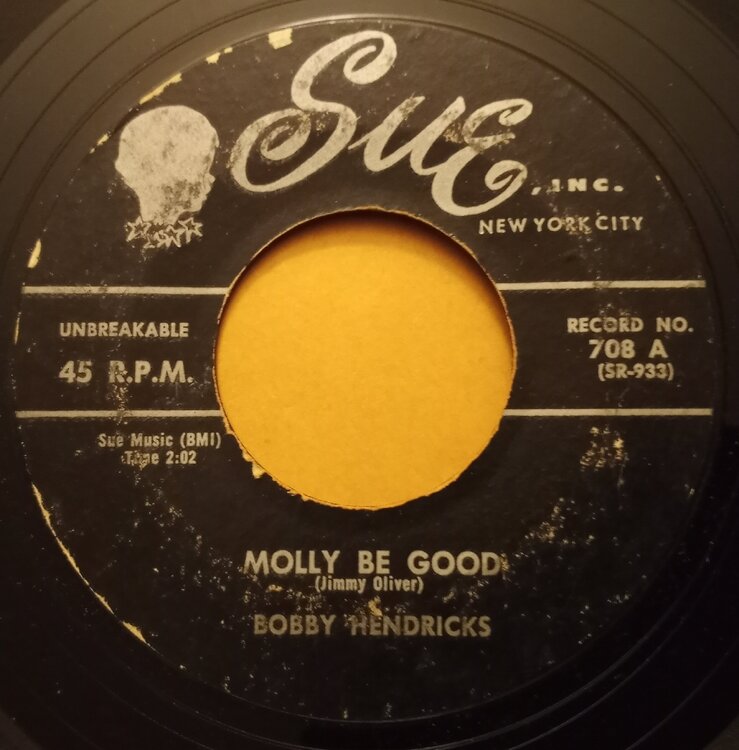 Sue, INC.
NEW YORK CITY
UNBREAKABLE
45 R.P.M.
RECORD NO.
708 A
(SR-933)
Sue Music (BMI)
Time 2:02
MOLLY BE GOOD
(Jimmy Oliver)
BOBBY HENDRICKS